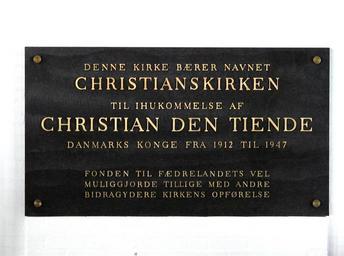 DENNE KIRKE BÆRER NAVNET
CHRISTIANSKIRKEN
TIL IHUKOMMELSE AF
CHRISTIAN DEN TIENDE
DANMARKS KONGE FRA 1912 TIL 1947
FONDEN TIL FÆDRELANDETS VEL
MULIGGJORDE TILLIGE MED ANDRE
BIDRAGYDERE KIRKENS OPFØRELSE